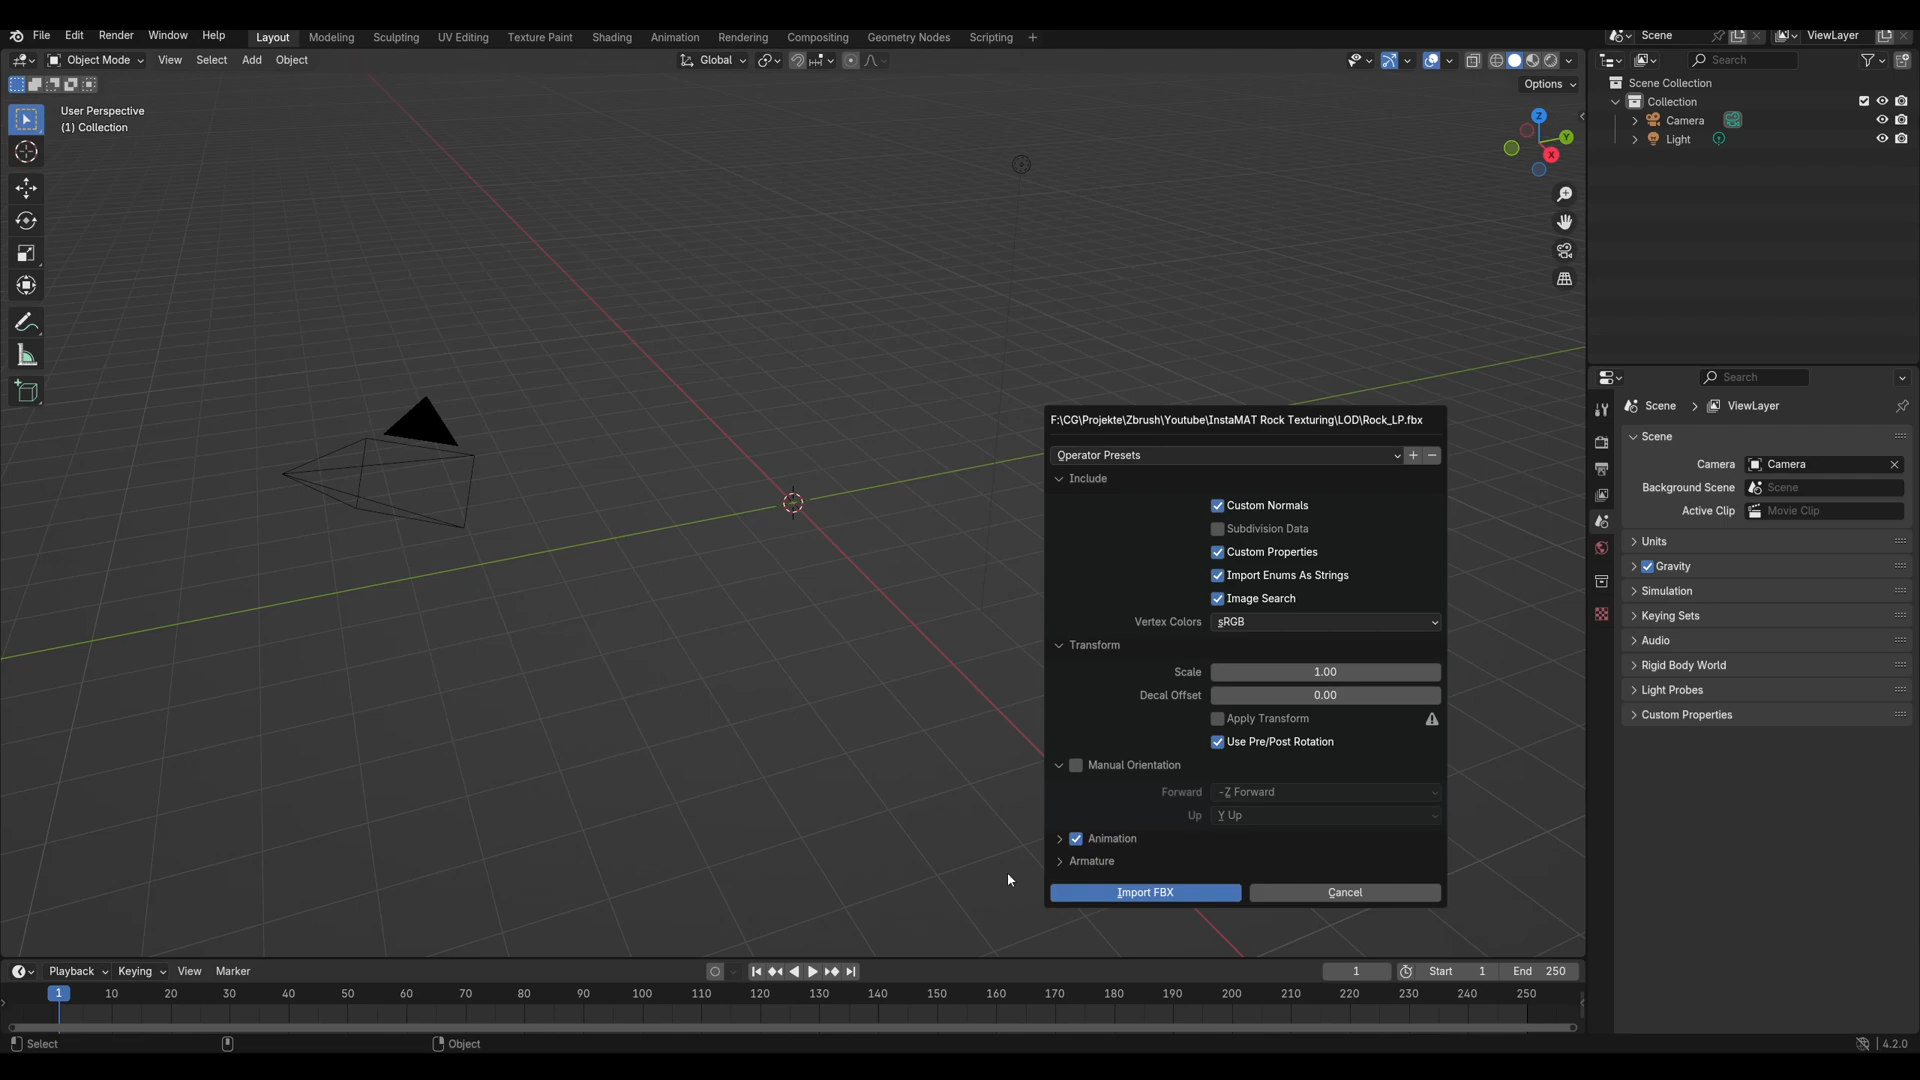 File Edit Render Window Help Layout Modeling Sculpting UV Editing Texture Paint Shading Animation Rendering Compositing Geometry Nodes Scripting + Scene ViewLayer
Object Mode View Select Add Object Global Search
Options
User Perspective
(1) Collection
Z
Y
X
Scene Collection
Collection
Camera
Light
F:\CG\Projekte\Zbrush\Youtube\InstaMAT Rock Texturing\LOD\Rock_LP.fbx
Operator Presets
Include
Custom Normals
Subdivision Data
Custom Properties
Import Enums As Strings
Image Search
Vertex Colors sRGB
Transform
Scale 1.00
Decal Offset 0.00
Apply Transform
Use Pre/Post Rotation
Manual Orientation
Forward -Z Forward
Up Y Up
Animation
Armature
Import FBX Cancel
Search
Scene ViewLayer
Scene
Camera Camera
Background Scene Scene
Active Clip Movie Clip
Units
Gravity
Simulation
Keying Sets
Audio
Rigid Body World
Light Probes
Custom Properties
Playback Keying View Marker 1 Start 1 End 250
1 10 20 30 40 50 60 70 80 90 100 110 120 130 140 150 160 170 180 190 200 210 220 230 240 250
Select Object 4.2.0